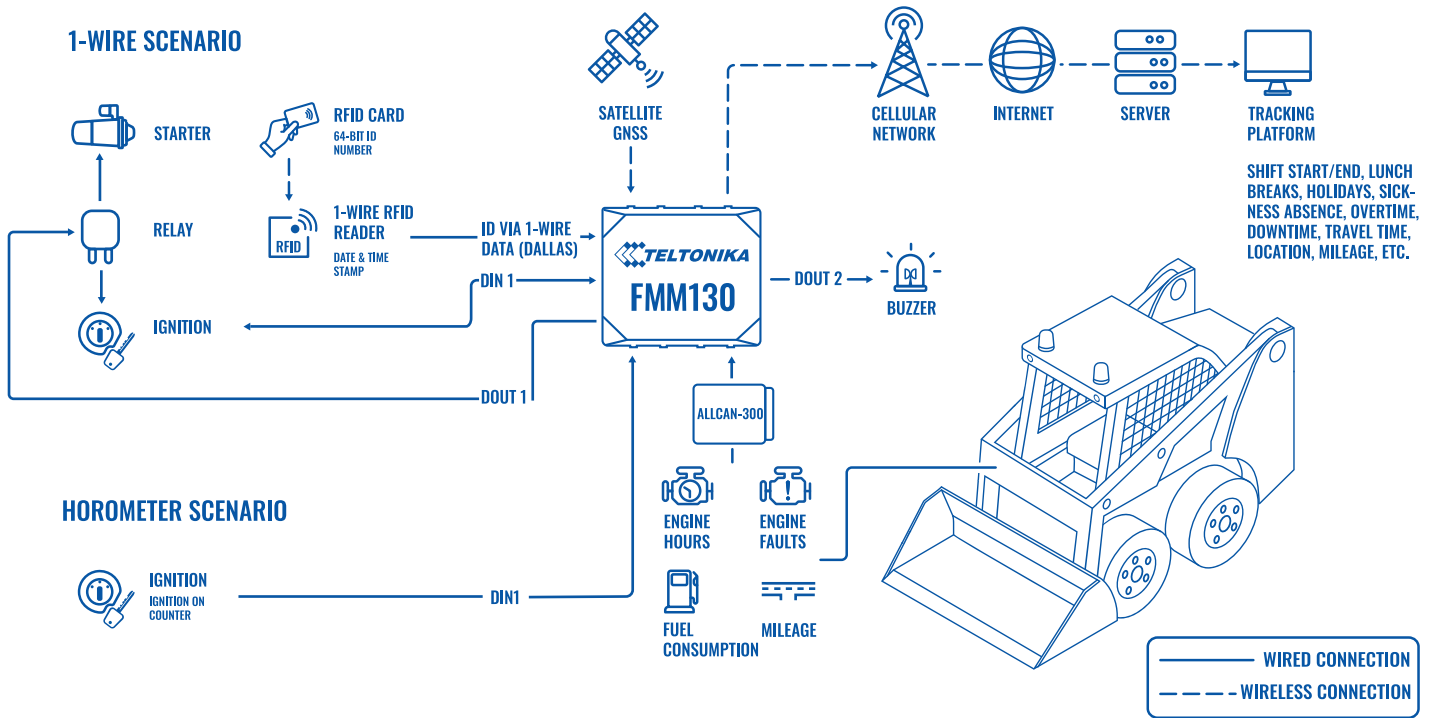 1-WIRE SCENARIO
STARTER
RFID CARD
64-BIT ID
NUMBER
SATELLITE
GNSS
CELLULAR
NETWORK
INTERNET
SERVER
TRACKING
PLATFORM
SHIFT START/END, LUNCH
BREAKS, HOLIDAYS, SICK-
NESS ABSENCE, OVERTIME,
DOWNTIME, TRAVEL TIME,
LOCATION, MILEAGE, ETC.
RELAY
RFID
1-WIRE RFID
READER
DATE & TIME
STAMP
ID VIA 1-WIRE
DATA (DALLAS)
TELTONIKA
FMM130
DIN 1
DOUT 2
BUZZER
IGNITION
DOUT 1
ALLCAN-300
HOROMETER SCENARIO
ENGINE
HOURS
ENGINE
FAULTS
IGNITION
IGNITION ON
COUNTER
DIN1
FUEL
CONSUMPTION
MILEAGE
WIRED CONNECTION
WIRELESS CONNECTION